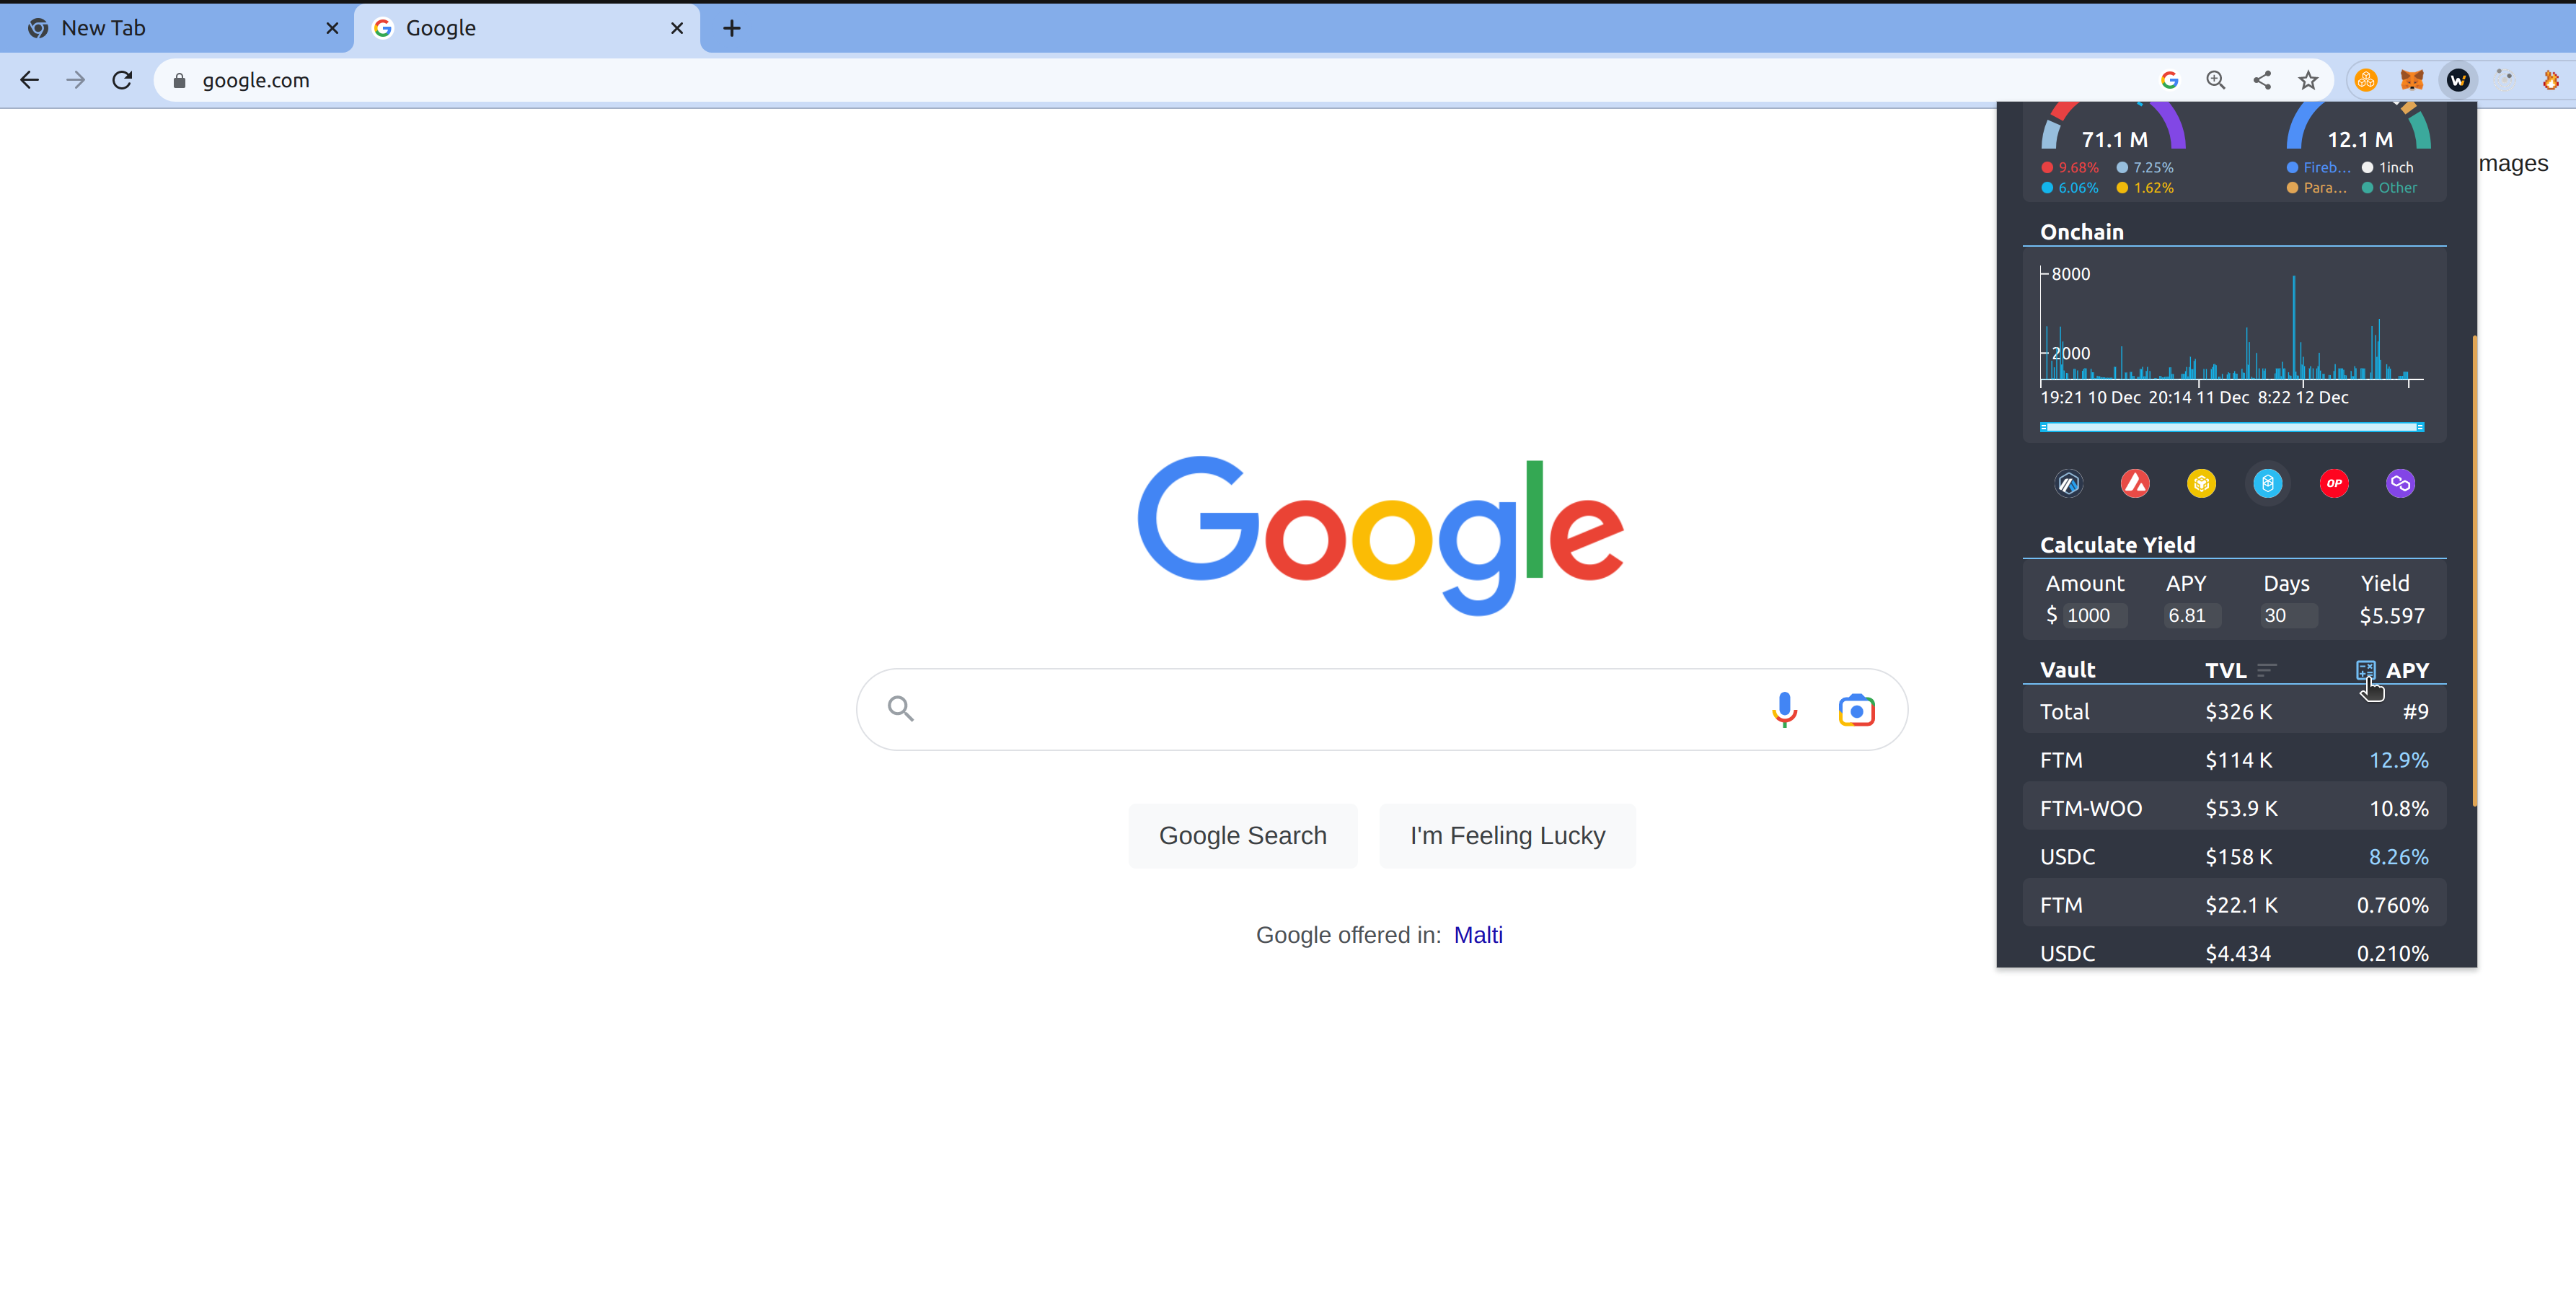 New Tab
Google
google.com
mages
71.1 M
12.1 M
9.68% 7.25%
6.06% 1.62%
Fireb... 1inch
Para... Other
Onchain
8000
2000
19:21 10 Dec 20:14 11 Dec 8:22 12 Dec
OP
Calculate Yield
Amount APY Days Yield
$ 1000 6.81 30 $5.597
Vault TVL APY
Total $326 K #9
FTM $114 K 12.9%
FTM-WOO $53.9 K 10.8%
USDC $158 K 8.26%
FTM $22.1 K 0.760%
USDC $4.434 0.210%
Google
Google Search I'm Feeling Lucky
Google offered in: Malti